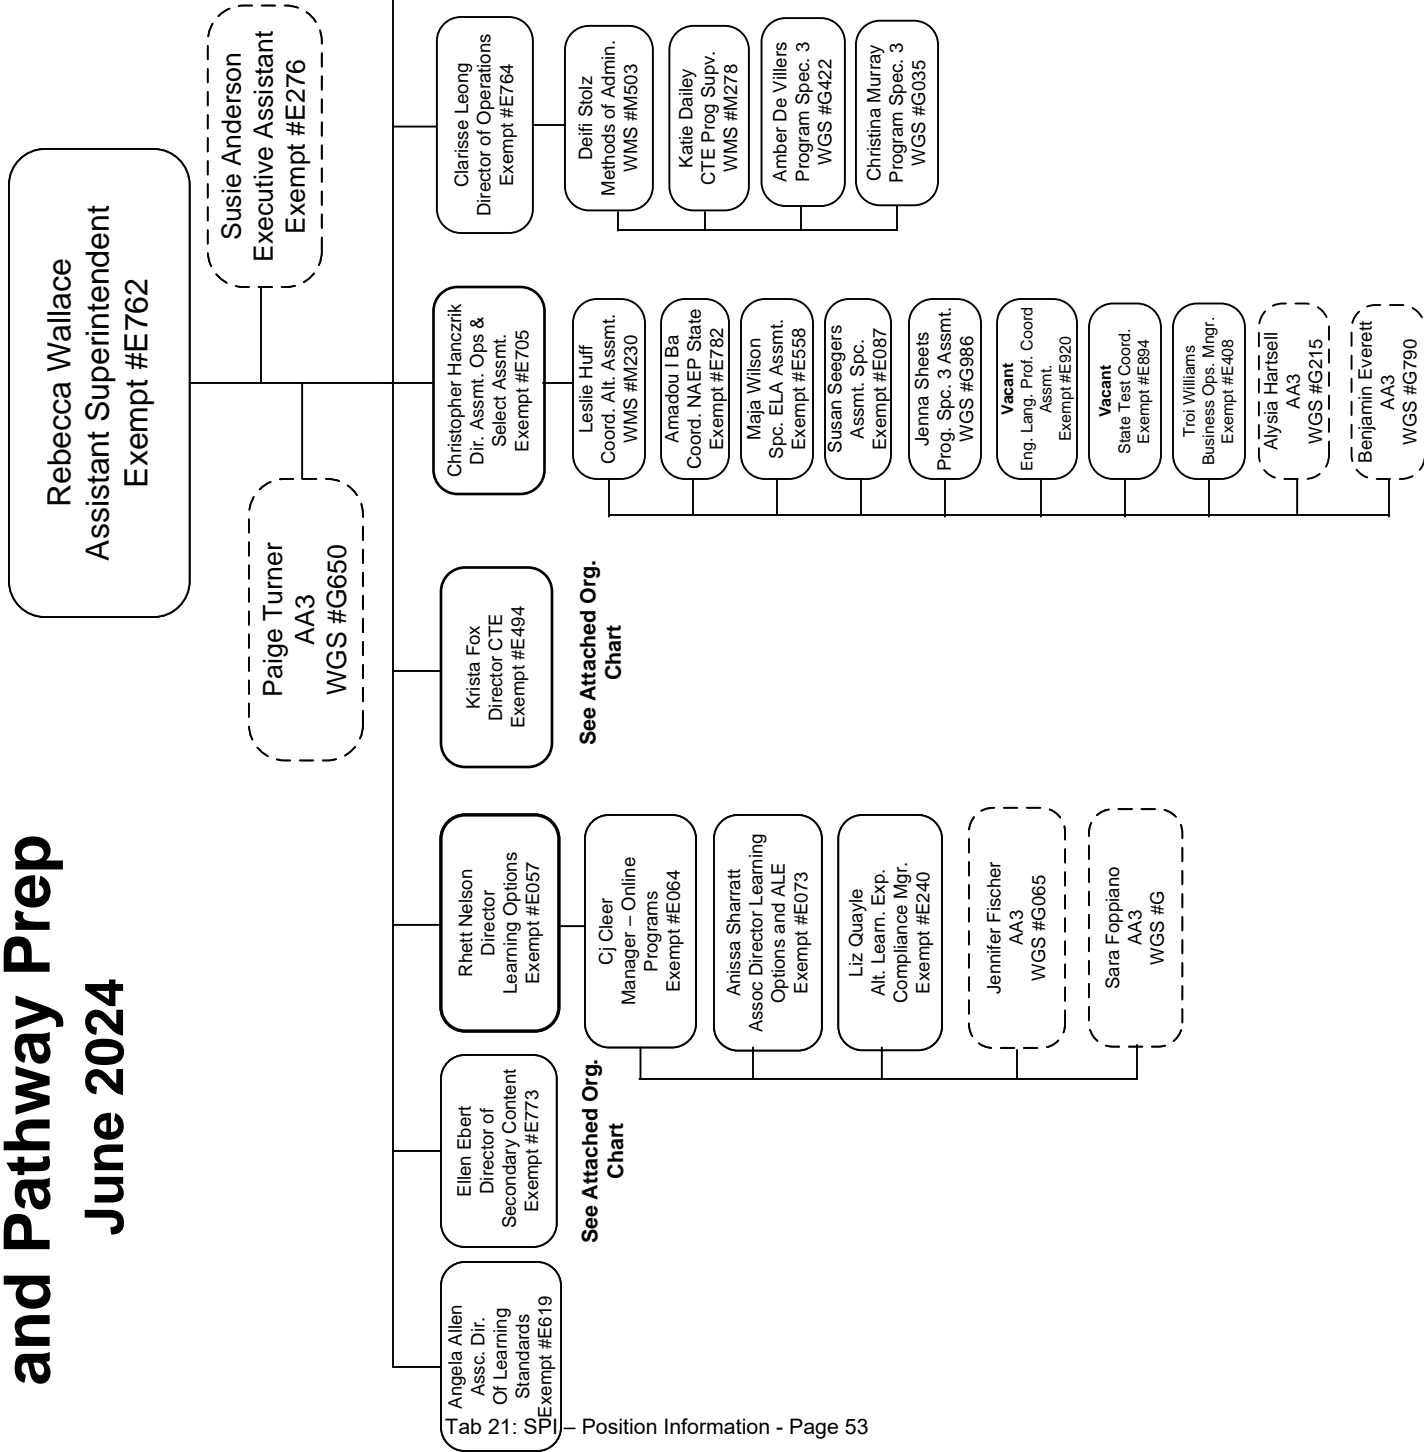 and Pathway Prep
June 2024
Rebecca Wallace
Assistant Superintendent
Exempt #E762
Susie Anderson
Executive Assistant
Exempt #E276
Paige Turner
AA3
WGS #G650
Angela Allen
Assc. Dir.
Of Learning
Standards
Exempt #E619
Ellen Ebert
Director of
Secondary Content
Exempt #E773
See Attached Org.
Chart
Rhett Nelson
Director
Learning Options
Exempt #E057
Cj Cleer
Manager – Online
Programs
Exempt #E064
Anissa Sharratt
Assoc Director Learning
Options and ALE
Exempt #E073
Liz Quayle
Alt. Learn. Exp.
Compliance Mgr.
Exempt #E240
Jennifer Fischer
AA3
WGS #G065
Sara Foppiano
AA3
WGS #G
Krista Fox
Director CTE
Exempt #E494
See Attached Org.
Chart
Christopher Hanczrik
Dir. Assmt. Ops &
Select Assmt.
Exempt #E705
Leslie Huff
Coord. Alt. Assmt.
WMS #M230
Amadou I Ba
Coord. NAEP State
Exempt #E782
Maja Wilson
Spc. ELA Assmt.
Exempt #E558
Susan Seegers
Assmt. Spc.
Exempt #E087
Jenna Sheets
Prog. Spc. 3 Assmt.
WGS #G986
Vacant
Eng. Lang. Prof. Coord
Assmt.
Exempt #E920
Vacant
State Test Coord.
Exempt #E894
Troi Williams
Business Ops. Mngr.
Exempt #E408
Alysia Hartsell
AA3
WGS #G215
Benjamin Everett
AA3
WGS #G790
Clarisse Leong
Director of Operations
Exempt #E764
Deifi Stolz
Methods of Admin.
WMS #M503
Katie Dailey
CTE Prog Supv.
WMS #M278
Amber De Villers
Program Spec. 3
WGS #G422
Christina Murray
Program Spec. 3
WGS #G035
Tab 21: SPI – Position Information - Page 53